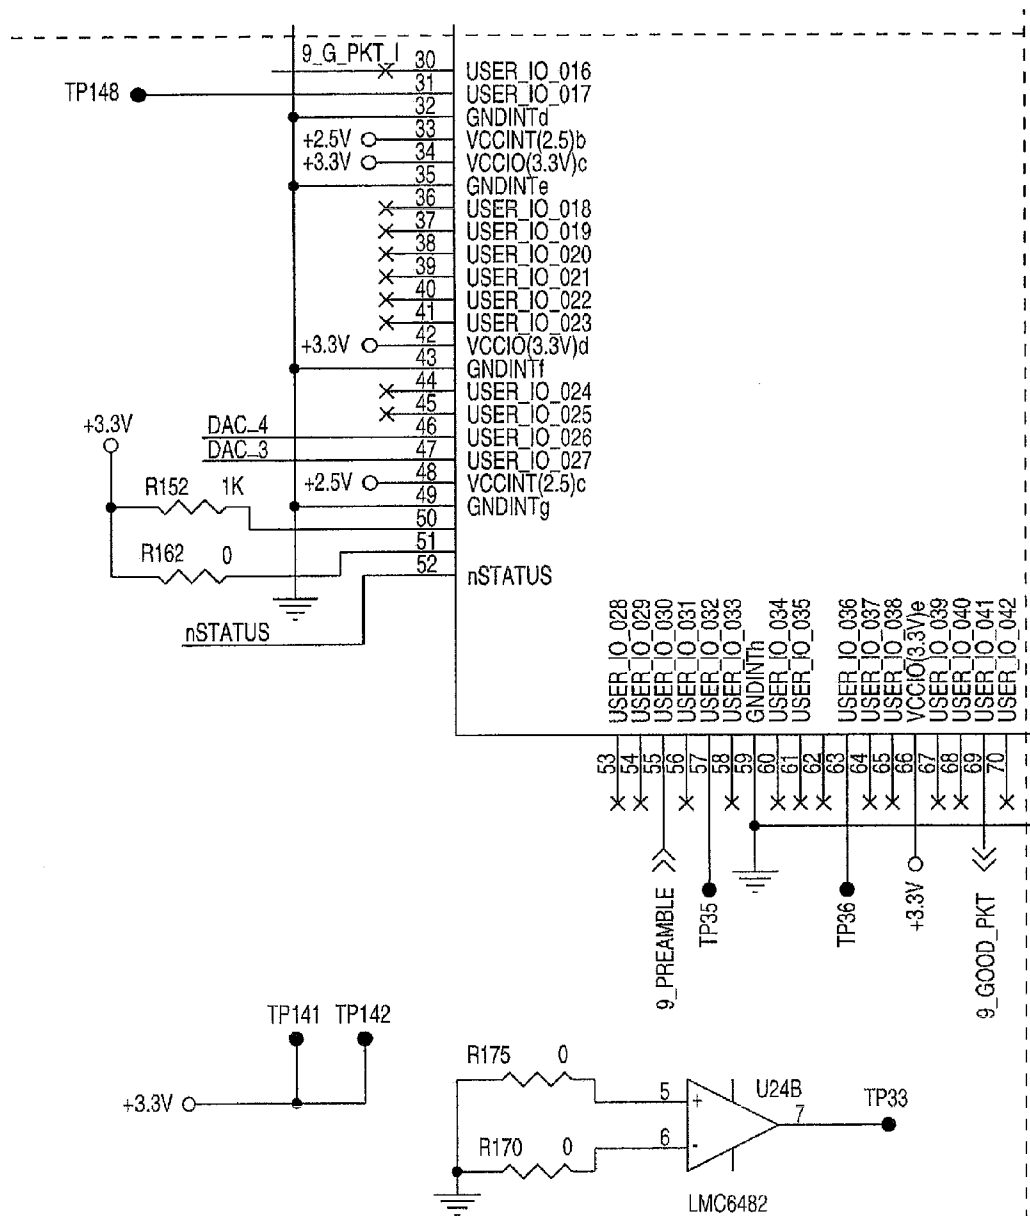 9_G_PKT_I 30 USER_IO_016
TP148 31 USER_IO_017
32 GNDINTd
+2.5V 33 VCCINT(2.5)b
+3.3V 34 VCCIO(3.3V)c
35 GNDINTe
36 USER_IO_018
37 USER_IO_019
38 USER_IO_020
39 USER_IO_021
40 USER_IO_022
41 USER_IO_023
+3.3V 42 VCCIO(3.3V)d
43 GNDINTf
44 USER_IO_024
45 USER_IO_025
DAC_4 46 USER_IO_026
+3.3V
DAC_3 47 USER_IO_027
+2.5V 48 VCCINT(2.5)c
R152 1K
49 GNDINTg
50
R162 0
51
52 nSTATUS
nSTATUS
USER_IO_028
USER_IO_029
USER_IO_030
USER_IO_031
USER_IO_032
USER_IO_033
GNDINTh
USER_IO_034
USER_IO_035
USER_IO_036
USER_IO_037
USER_IO_038
VCCIO(3.3V)e
USER_IO_039
USER_IO_040
USER_IO_041
USER_IO_042
53
54
55
56
57
58
59
60
61
62
63
64
65
66
67
68
69
70
9_PREAMBLE
TP35
TP36
+3.3V
9_GOOD_PKT
TP141 TP142
+3.3V
R175 0
5 + U24B
7 TP33
R170 0
6 -
LMC6482